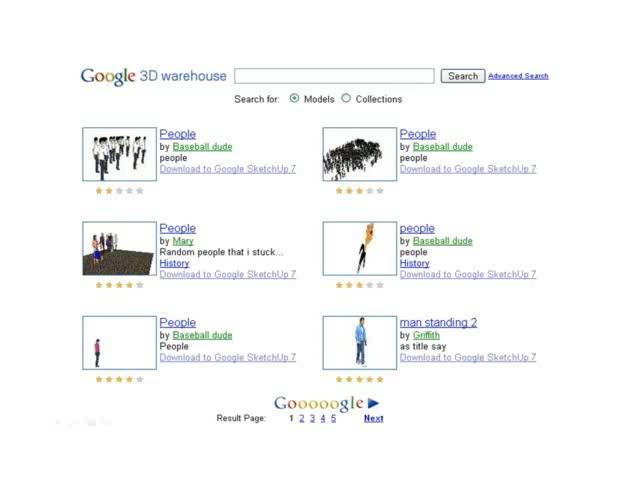 Google 3D warehouse Search Advanced Search
Search for: Models Collections
People
by Baseball dude
people
Download to Google SketchUp 7
People
by Baseball dude
people
Download to Google SketchUp 7
People
by Mary
Random people that i stuck...
History
Download to Google SketchUp 7
people
by Baseball dude
people
History
Download to Google SketchUp 7
People
by Baseball dude
People
Download to Google SketchUp 7
man standing 2
by Griffith
as title say
Download to Google SketchUp 7
Gooooogle
Result Page: 1 2 3 4 5 Next